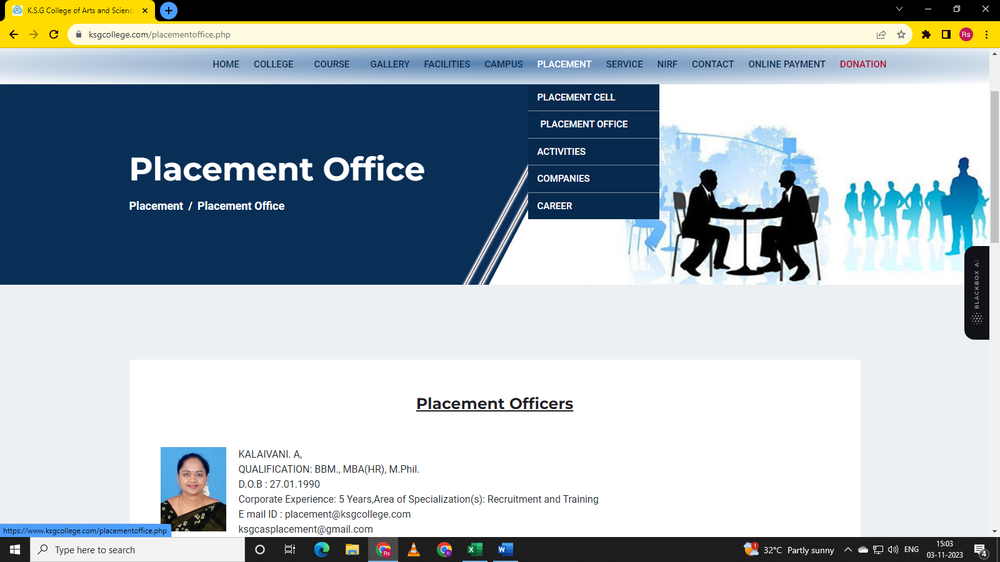 K.S.G College of Arts and Science
ksgcollege.com/placementoffice.php
Rs
HOME COLLEGE COURSE GALLERY FACILITIES CAMPUS PLACEMENT SERVICE NIRF CONTACT ONLINE PAYMENT DONATION
PLACEMENT CELL
PLACEMENT OFFICE
ACTIVITIES
COMPANIES
CAREER
Placement Office
Placement / Placement Office
BLACKBOX AI
Placement Officers
KALAIVANI. A,
QUALIFICATION: BBM., MBA(HR), M.Phil.
D.O.B : 27.01.1990
Corporate Experience: 5 Years,Area of Specialization(s): Recruitment and Training
E mail ID : placement@ksgcollege.com
ksgcasplacement@gmail.com
https://www.ksgcollege.com/placementoffice.php
Type here to search
Rs
1
32°C Partly sunny
ENG
15:03
03-11-2023
4